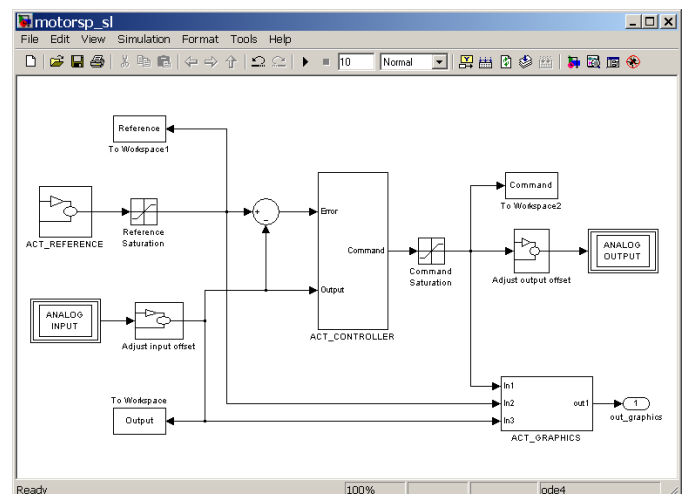 motorsp_sl
File Edit View Simulation Format Tools Help
10 Normal
Reference
To Workspace1
Command
To Workspace2
Error
Command
Output
ACT_CONTROLLER
ACT_REFERENCE
Reference
Saturation
+
-
Command
Saturation
Adjust output offset
ANALOG
OUTPUT
ANALOG
INPUT
Adjust input offset
To Workspace
Output
In1
In2
In3
out1
ACT_GRAPHICS
1
out_graphics
Ready 100% ode4